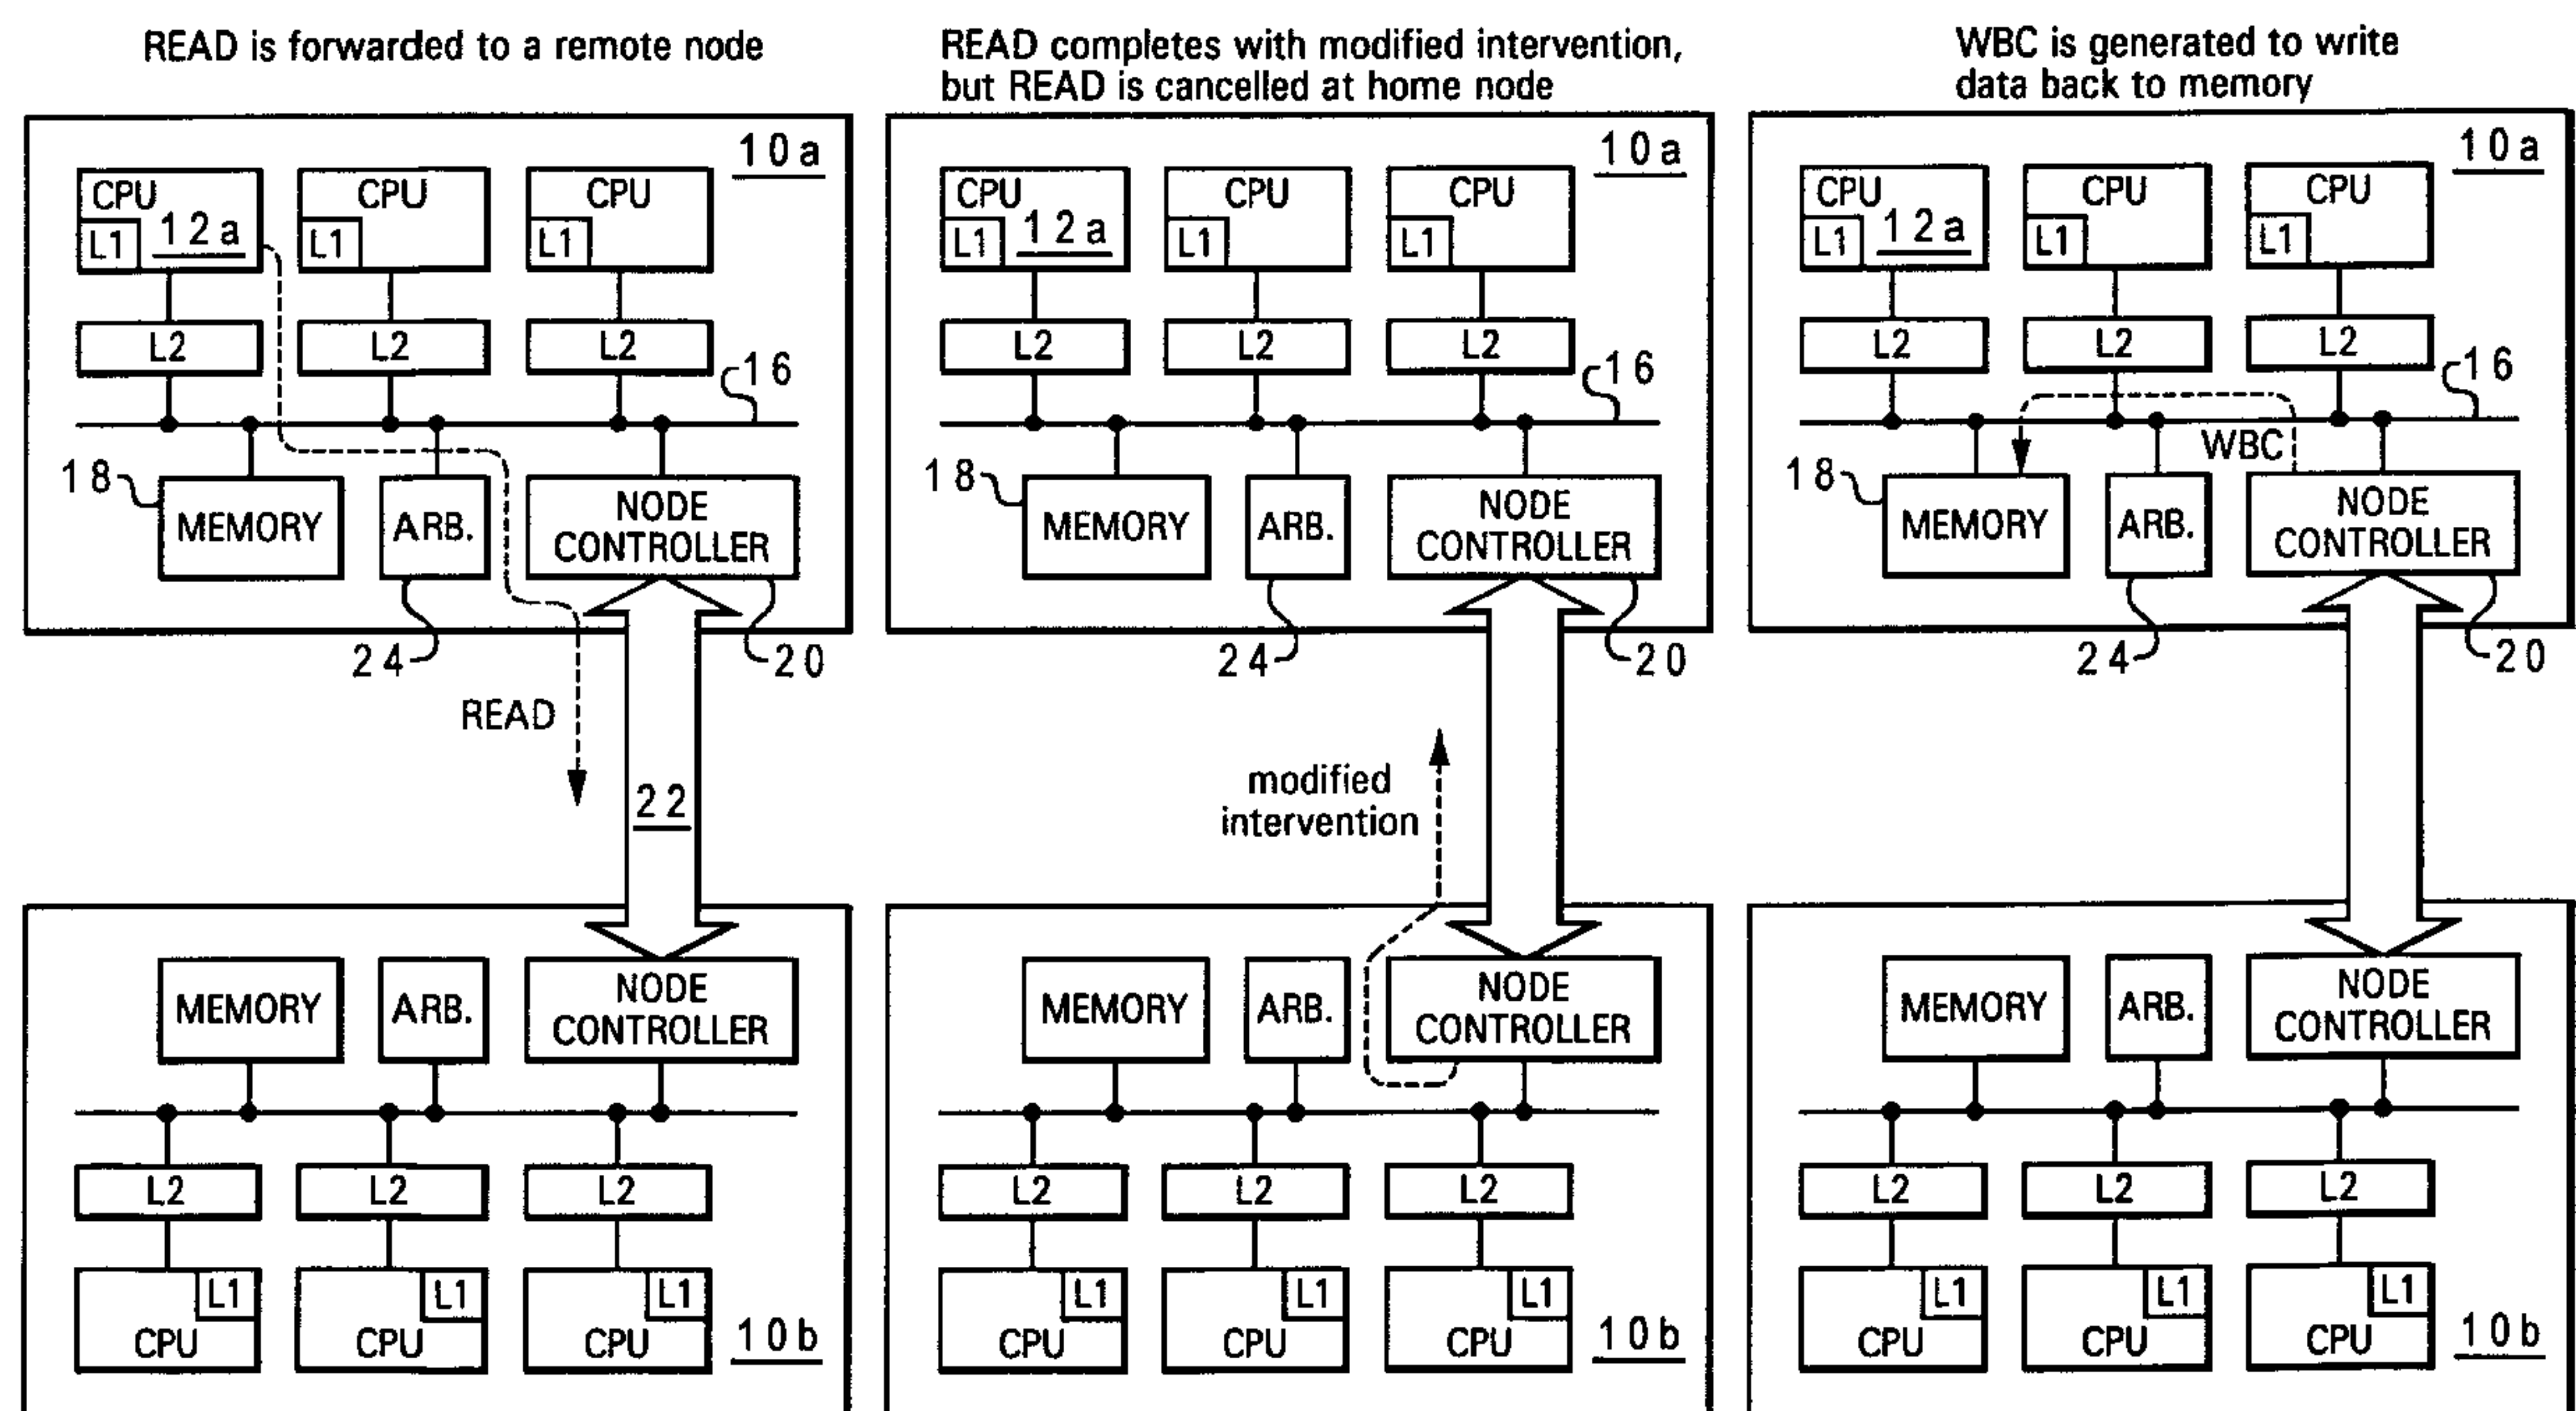 READ is forwarded to a remote node
10a
CPU
L1
12a
CPU
L1
CPU
L1
L2
L2
L2
16
18
MEMORY
ARB.
NODE
CONTROLLER
24
20
READ
22
MEMORY
ARB.
NODE
CONTROLLER
L2
L2
L2
L1
CPU
L1
CPU
L1
CPU
10b
READ completes with modified intervention,
but READ is cancelled at home node
10a
CPU
L1
12a
CPU
L1
CPU
L1
L2
L2
L2
16
18
MEMORY
ARB.
NODE
CONTROLLER
24
20
modified
intervention
MEMORY
ARB.
NODE
CONTROLLER
L2
L2
L2
L1
CPU
L1
CPU
L1
CPU
10b
WBC is generated to write
data back to memory
10a
CPU
L1
12a
CPU
L1
CPU
L1
L2
L2
L2
16
WBC
18
MEMORY
ARB.
NODE
CONTROLLER
24
20
MEMORY
ARB.
NODE
CONTROLLER
L2
L2
L2
L1
CPU
L1
CPU
L1
CPU
10b